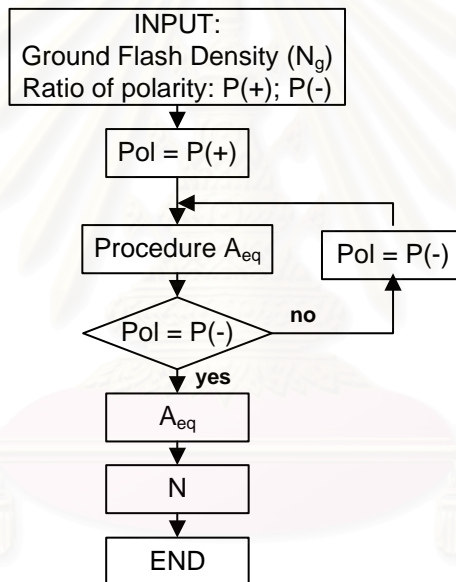 INPUT:
Ground Flash Density (Ng)
Ratio of polarity: P(+); P(-)
Pol = P(+)
Procedure Aeq
Pol = P(-)
Pol = P(-)
no
yes
Aeq
N
END